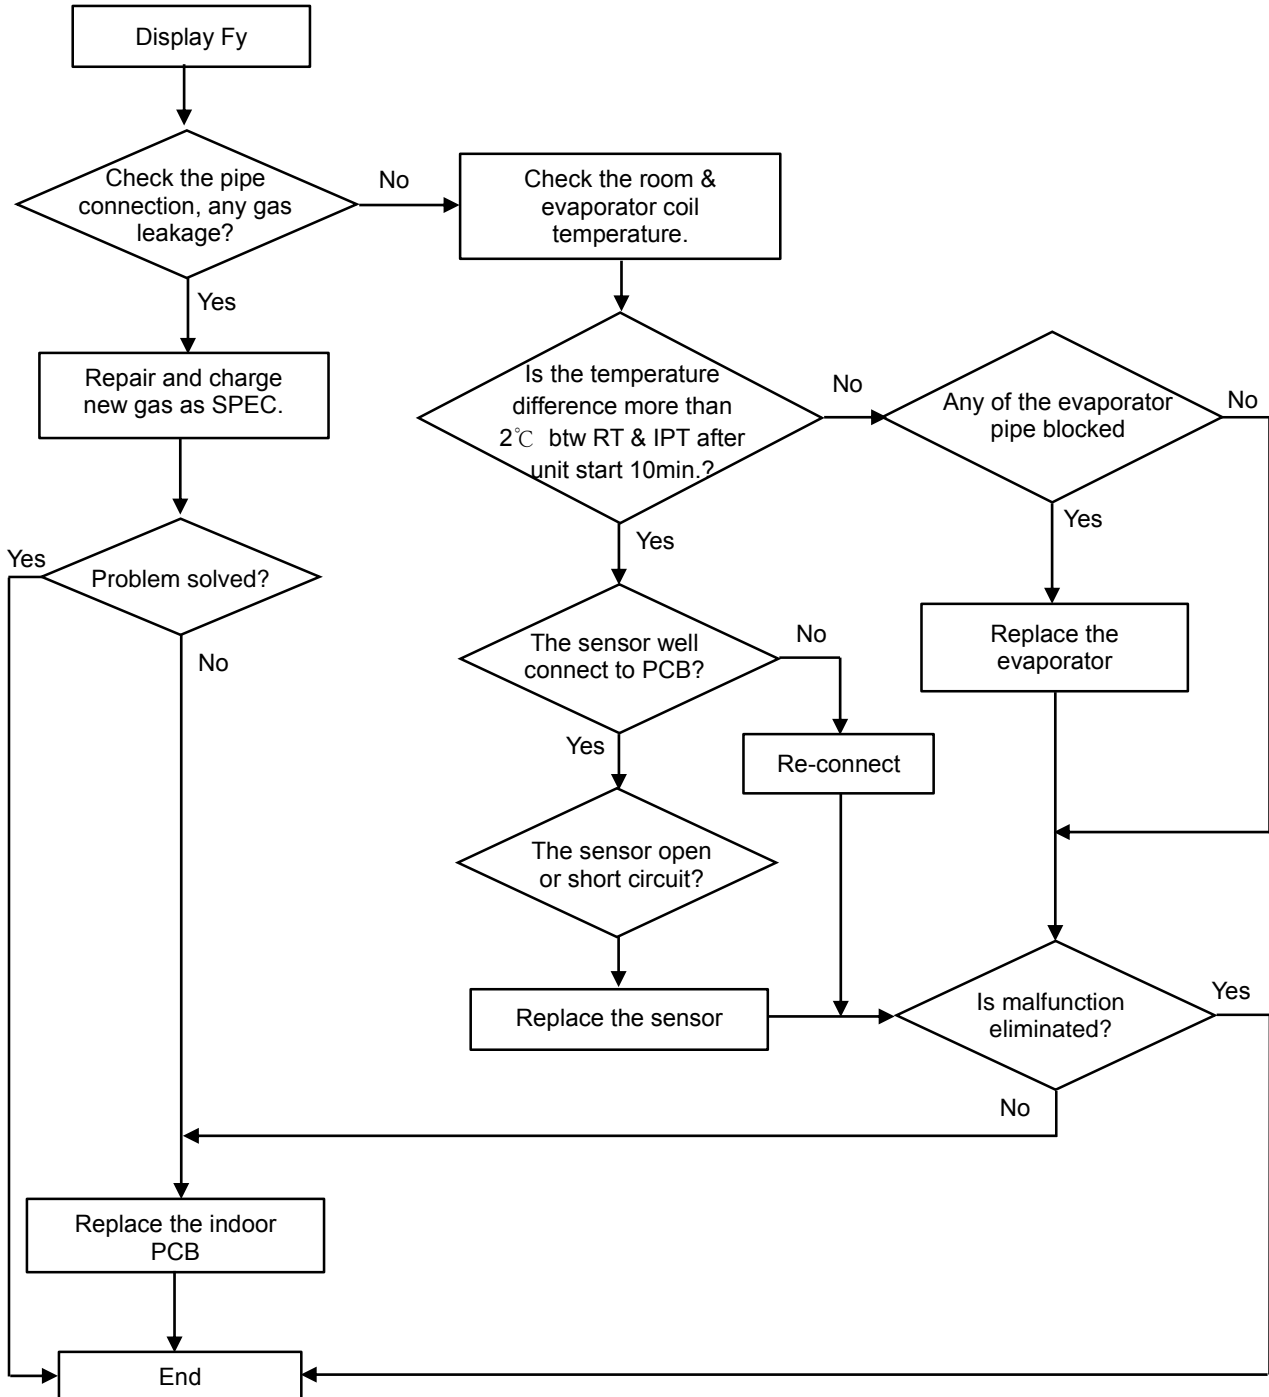 Display Fy
Check the pipe
connection, any gas
leakage?
No
Check the room &
evaporator coil
temperature.
Yes
Repair and charge
new gas as SPEC.
Is the temperature
difference more than
2℃ btw RT & IPT after
unit start 10min.?
No
Any of the evaporator
pipe blocked
No
Yes
Yes
Yes
Problem solved?
No
The sensor well
connect to PCB?
No
Replace the
evaporator
Yes
Re-connect
The sensor open
or short circuit?
Replace the sensor
Is malfunction
eliminated?
Yes
No
Replace the indoor
PCB
End